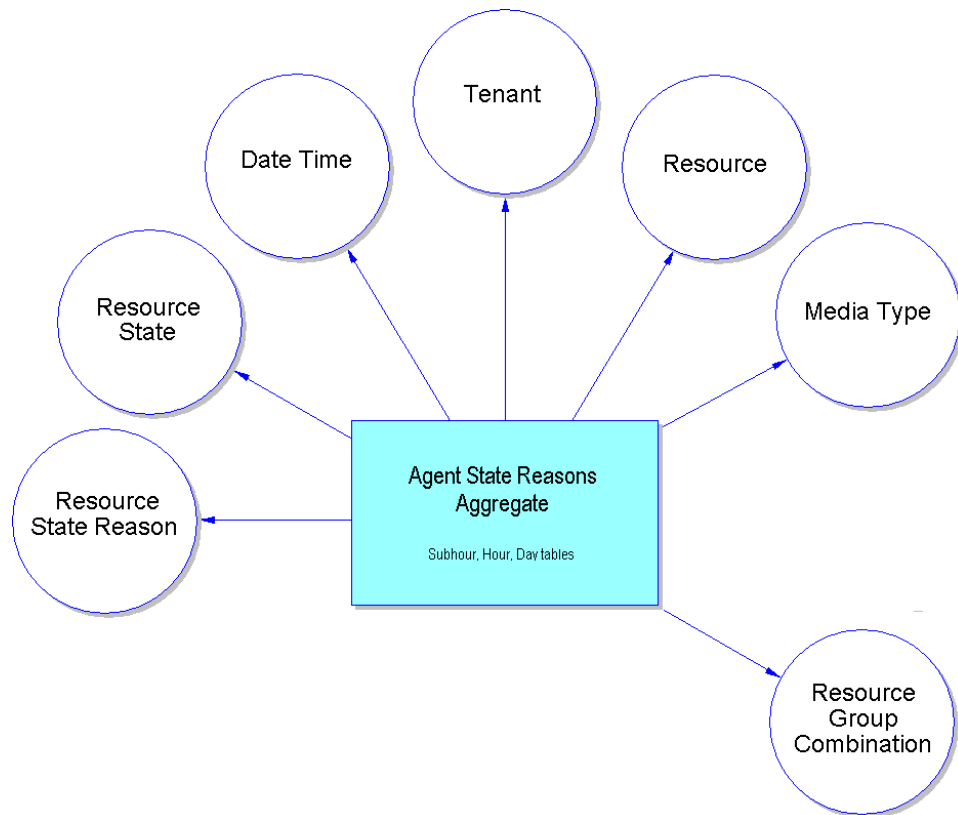 Tenant
Date Time
Resource
Resource
State
Media Type
Agent State Reasons
Aggregate
Subhour, Hour, Day tables
Resource
State Reason
Resource
Group
Combination